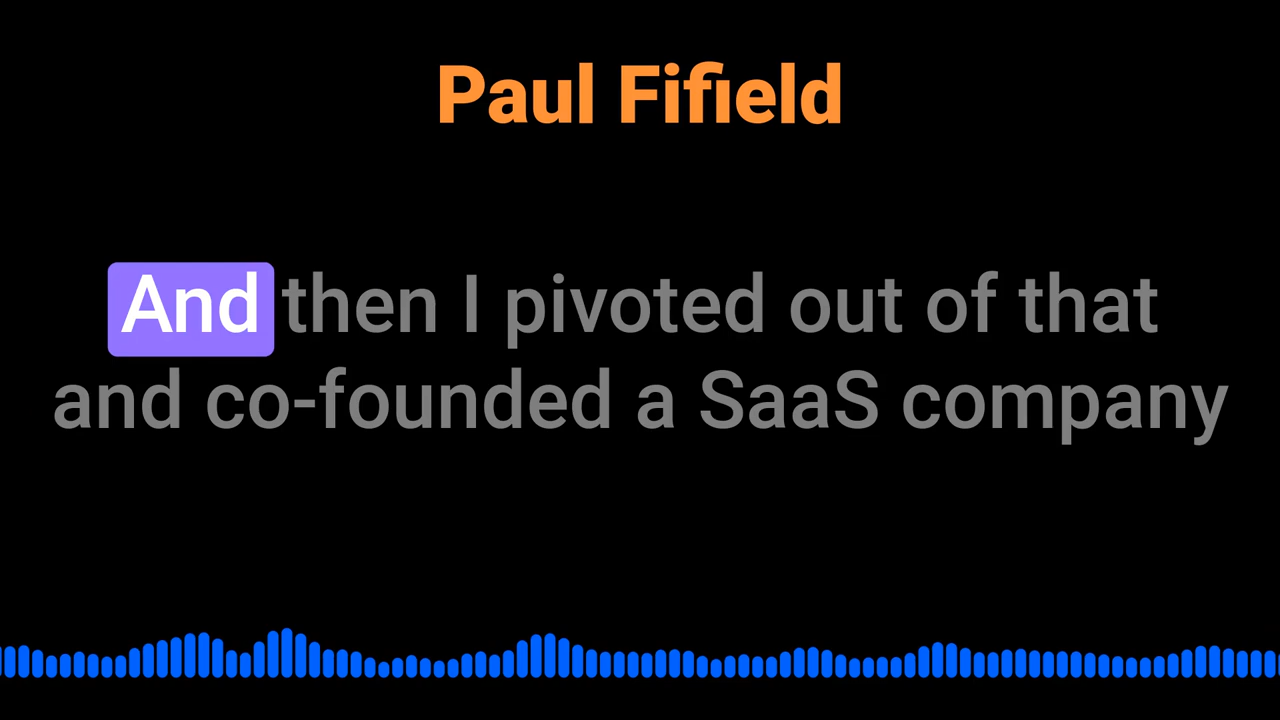 Paul Fifield
And then I pivoted out of that
and co-founded a SaaS company